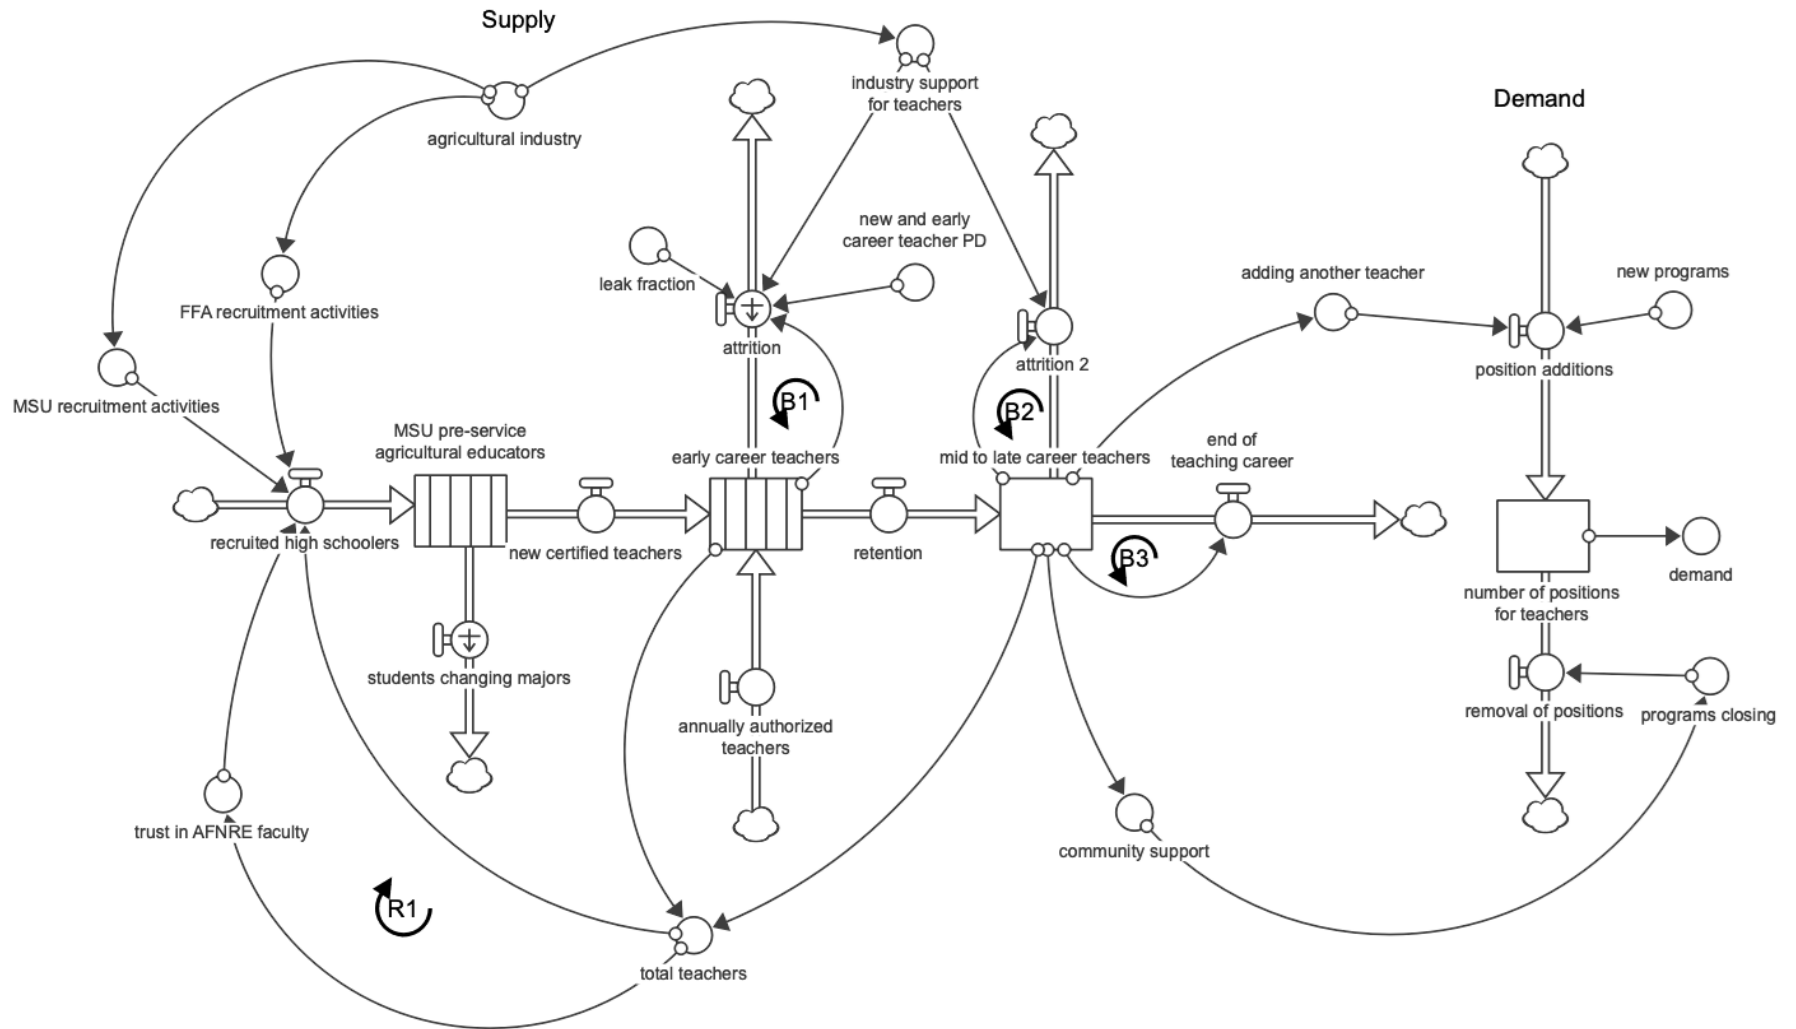 Supply
industry support
for teachers
Demand
agricultural industry
new and early
career teacher PD
leak fraction
adding another teacher
new programs
FFA recruitment activities
attrition
attrition 2
position additions
MSU recruitment activities
B1
B2
MSU pre-service
agricultural educators
early career teachers
mid to late career teachers
end of
teaching career
recruited high schoolers
new certified teachers
retention
B3
demand
number of positions
for teachers
students changing majors
annually authorized
teachers
removal of positions
programs closing
trust in AFNRE faculty
community support
R1
total teachers